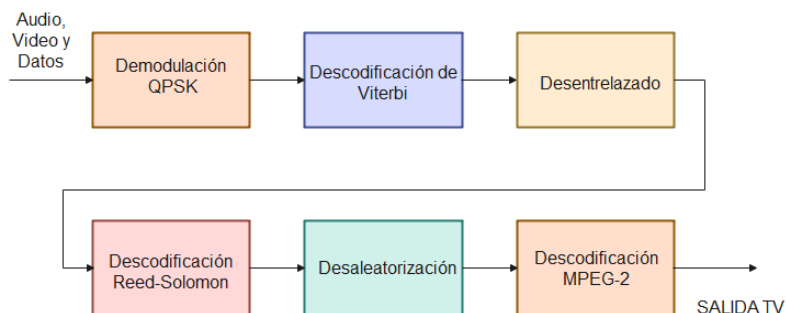 Audio,
Video y
Datos
Demodulación
QPSK
Descodificación de
Viterbi
Desentrelazado
Descodificación
Reed-Solomon
Desaleatorización
Descodificación
MPEG-2
SALIDA TV